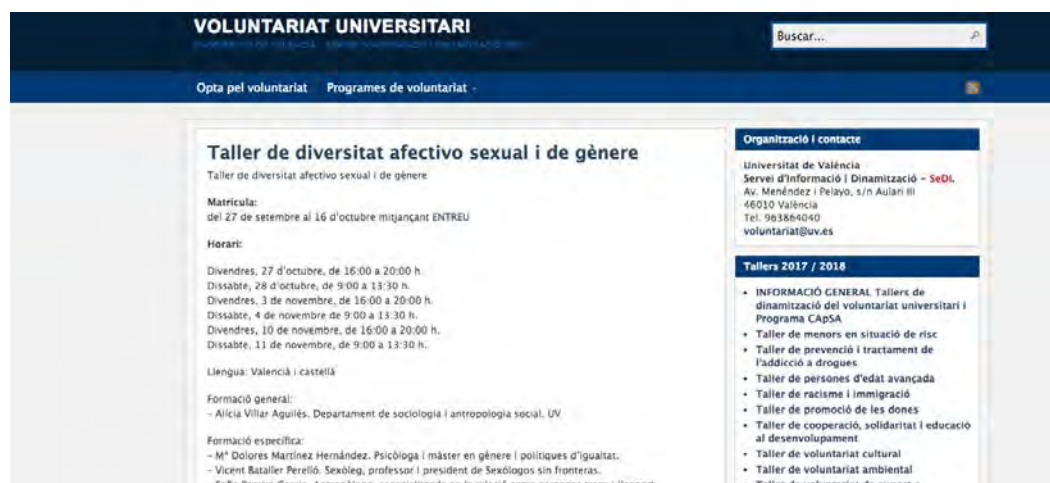 VOLUNTARIAT UNIVERSITARI
Buscar...
Opta pel voluntariat
Programes de voluntariat
Taller de diversitat afectivo sexual i de gènere
Taller de diversitat afectivo sexual i de gènere
Matrícula:
del 27 de setembre al 16 d'octubre mitjançant ENTREU
Horari:
Divendres, 27 d'octubre, de 16:00 a 20:00 h.
Dissabte, 28 d'octubre, de 9:00 a 13:30 h.
Divendres, 3 de novembre, de 16:00 a 20:00 h.
Dissabte, 4 de novembre de 9:00 a 13:30 h.
Divendres, 10 de novembre, de 16:00 a 20:00 h.
Dissabte, 11 de novembre, de 9:00 a 13:30 h.
Llengua: Valencià i castellà
Formació general:
– Alícia Villar Aguilés. Departament de sociologia i antropologia social. UV
Formació específica:
– Mª Dolores Martínez Hernández. Psicòloga i màster en gènere i polítiques d'igualtat.
– Vicent Bataller Perelló. Sexòleg, professor i president de Sexólogos sin fronteras.
Organització i contacte
Universitat de València
Servei d'Informació i Dinamització – SeDI.
Av. Menéndez i Pelayo, s/n Aulari III
46010 València
Tel. 963864040
voluntariat@uv.es
Tallers 2017 / 2018
• INFORMACIÓ GENERAL Tallers de
dinamització del voluntariat universitari i
Programa CApSA
• Taller de menors en situació de risc
• Taller de prevenció i tractament de
l'addicció a drogues
• Taller de persones d'edat avançada
• Taller de racisme i immigració
• Taller de promoció de les dones
• Taller de cooperació, solidaritat i educació
al desenvolupament
• Taller de voluntariat cultural
• Taller de voluntariat ambiental